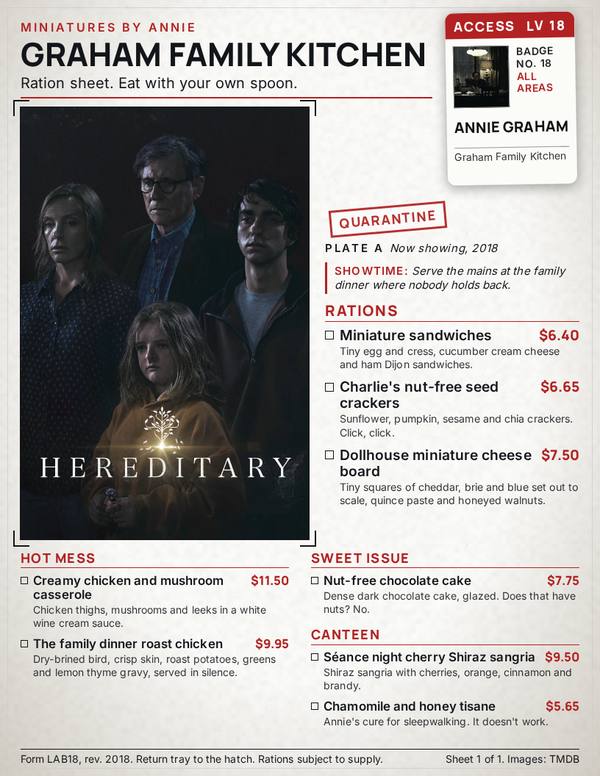 MINIATURES BY ANNIE
GRAHAM FAMILY KITCHEN
Ration sheet. Eat with your own spoon.
ACCESS LV 18
BADGE
NO. 18
ALL
AREAS
ANNIE GRAHAM
Graham Family Kitchen
HEREDITARY
QUARANTINE
PLATE A Now showing, 2018
SHOWTIME: Serve the mains at the family
dinner where nobody holds back.
RATIONS
Miniature sandwiches $6.40
Tiny egg and cress, cucumber cream cheese
and ham Dijon sandwiches.
Charlie's nut-free seed $6.65
crackers
Sunflower, pumpkin, sesame and chia crackers.
Click, click.
Dollhouse miniature cheese $7.50
board
Tiny squares of cheddar, brie and blue set out to
scale, quince paste and honeyed walnuts.
HOT MESS
Creamy chicken and mushroom $11.50
casserole
Chicken thighs, mushrooms and leeks in a white
wine cream sauce.
The family dinner roast chicken $9.95
Dry-brined bird, crisp skin, roast potatoes, greens
and lemon thyme gravy, served in silence.
SWEET ISSUE
Nut-free chocolate cake $7.75
Dense dark chocolate cake, glazed. Does that have
nuts? No.
CANTEEN
Séance night cherry Shiraz sangria $9.50
Shiraz sangria with cherries, orange, cinnamon and
brandy.
Chamomile and honey tisane $5.65
Annie's cure for sleepwalking. It doesn't work.
Form LAB18, rev. 2018. Return tray to the hatch. Rations subject to supply.
Sheet 1 of 1. Images: TMDB